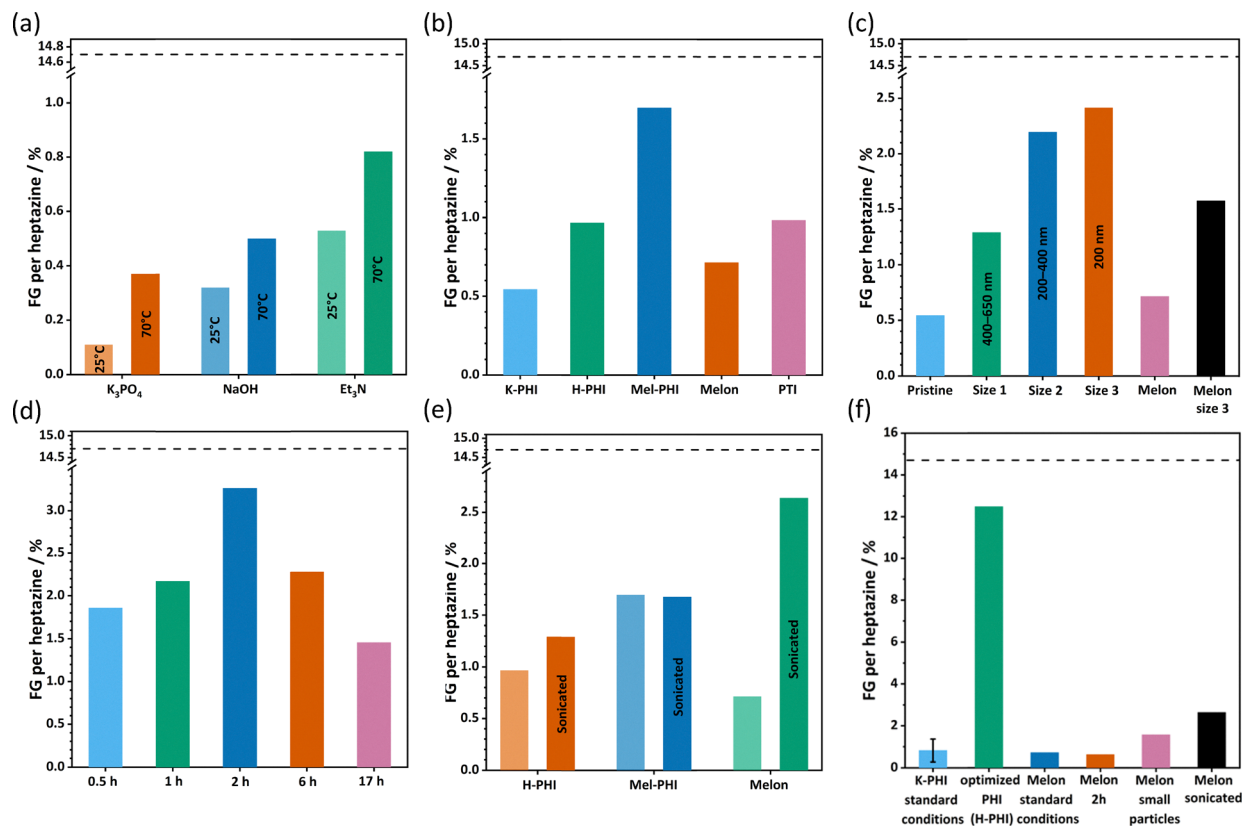 (a)
14.8
14.6
1.0
0.8
0.6
0.4
0.2
0.0
FG per heptazine / %
25°C
70°C
25°C
70°C
25°C
70°C
K₃PO₄
NaOH
Et₃N
(b)
15.0
14.5
1.5
1.0
0.5
0.0
FG per heptazine / %
K-PHI
H-PHI
Mel-PHI
Melon
PTI
(c)
15.0
14.5
2.5
2.0
1.5
1.0
0.5
0.0
FG per heptazine / %
400–650 nm
200–400 nm
200 nm
Pristine
Size 1
Size 2
Size 3
Melon
Melon
size 3
(d)
15.0
14.5
3.0
2.5
2.0
1.5
1.0
0.5
0.0
FG per heptazine / %
0.5 h
1 h
2 h
6 h
17 h
(e)
15.0
14.5
2.5
2.0
1.5
1.0
0.5
0.0
FG per heptazine / %
Sonicated
Sonicated
Sonicated
H-PHI
Mel-PHI
Melon
(f)
16
14
12
10
8
6
4
2
0
FG per heptazine / %
K-PHI
standard
conditions
optimized
PHI
(H-PHI)
Melon
standard
conditions
Melon
2h
Melon
small
particles
Melon
sonicated